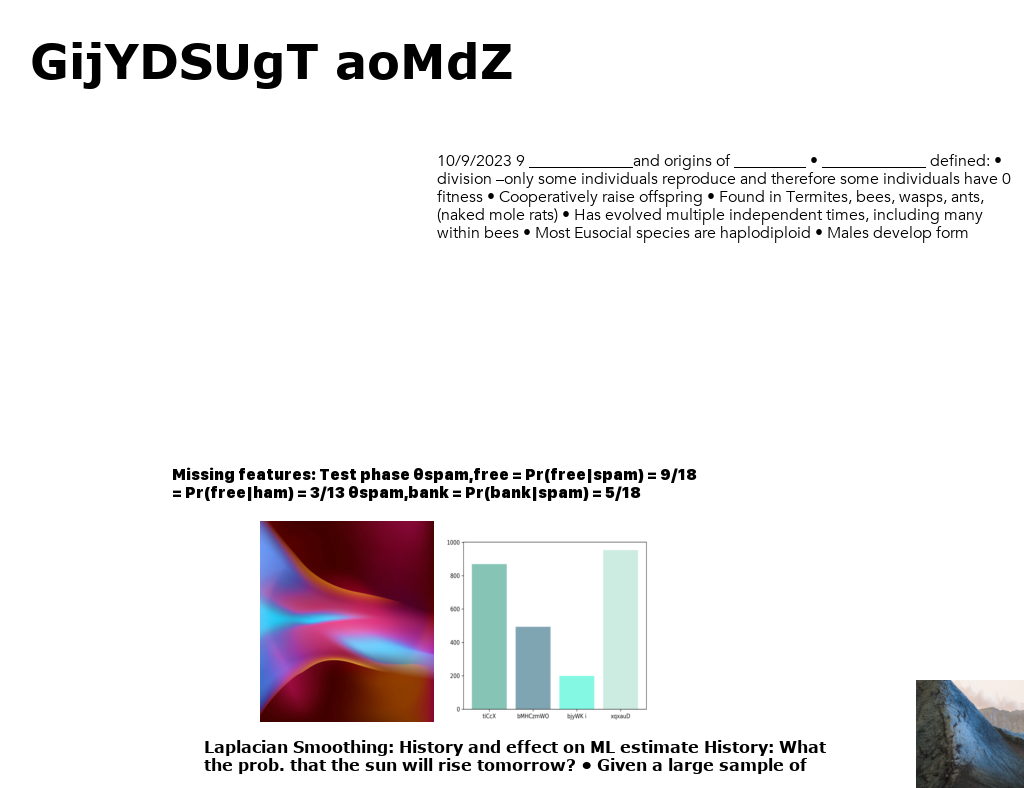 GijYDSUgT aoMdZ
10/9/2023 9 _____________and origins of _________ • _____________ defined: •
division –only some individuals reproduce and therefore some individuals have 0
fitness • Cooperatively raise offspring • Found in Termites, bees, wasps, ants,
(naked mole rats) • Has evolved multiple independent times, including many
within bees • Most Eusocial species are haplodiploid • Males develop form
Missing features: Test phase θspam,free = Pr(free|spam) = 9/18
= Pr(free|ham) = 3/13 θspam,bank = Pr(bank|spam) = 5/18
1000
800
600
400
200
0
bMHCzmWO
xqxauD
Laplacian Smoothing: History and effect on ML estimate History: What
the prob. that the sun will rise tomorrow? • Given a large sample of